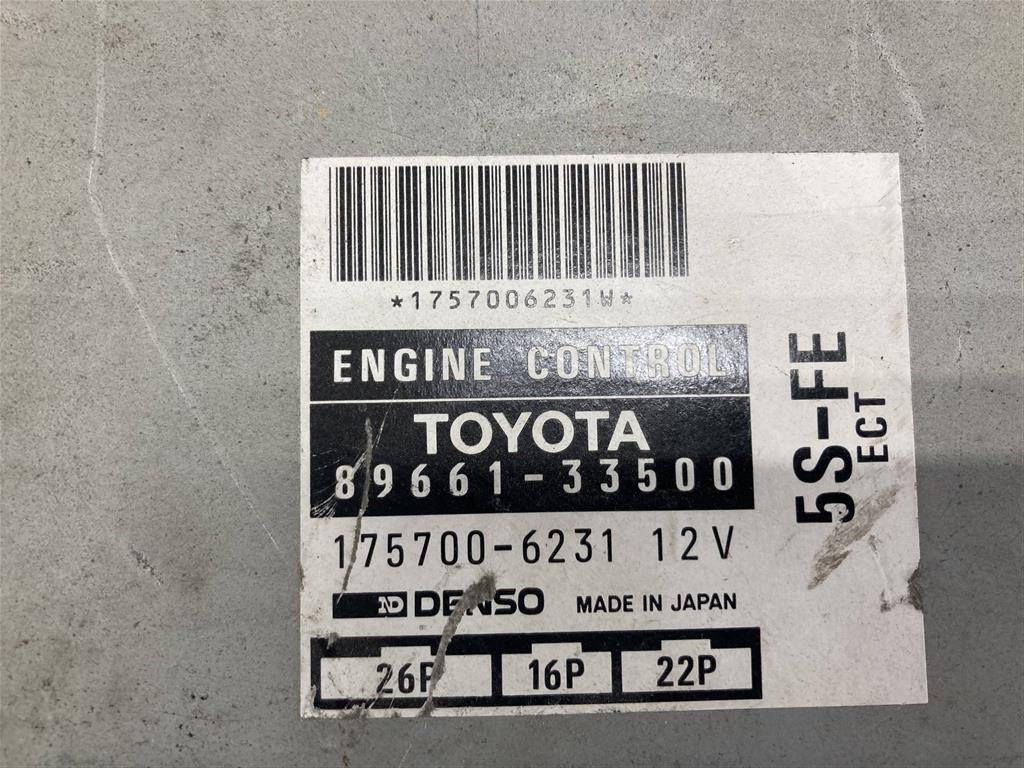 *1757006231W*
ENGINE CONTROL
TOYOTA
89661-33500
175700-6231 12V
ND DENSO MADE IN JAPAN
26P 16P 22P
5S-FE
ECT